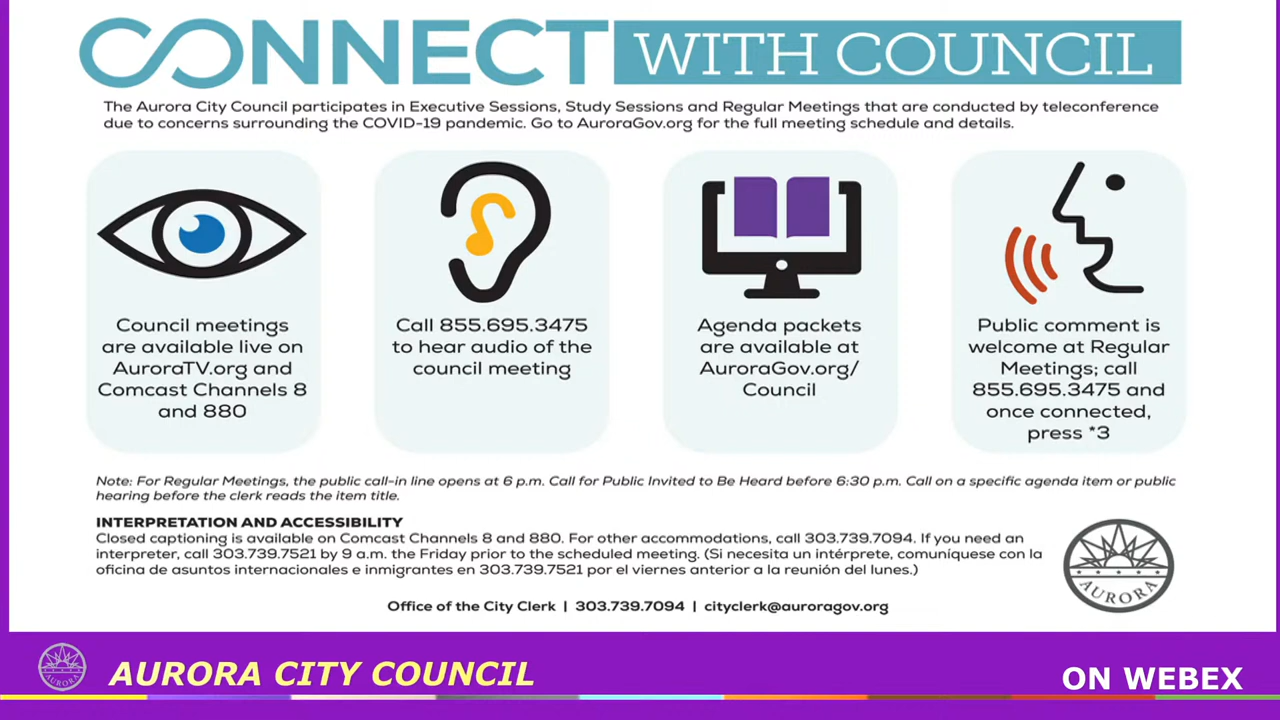 CONNECT WITH COUNCIL
The Aurora City Council participates in Executive Sessions, Study Sessions and Regular Meetings that are conducted by teleconference
due to concerns surrounding the COVID-19 pandemic. Go to AuroraGov.org for the full meeting schedule and details.
Council meetings
are available live on
AuroraTV.org and
Comcast Channels 8
and 880
Call 855.695.3475
to hear audio of the
council meeting
Agenda packets
are available at
AuroraGov.org/
Council
Public comment is
welcome at Regular
Meetings; call
855.695.3475 and
once connected,
press *3
Note: For Regular Meetings, the public call-in line opens at 6 p.m. Call for Public Invited to Be Heard before 6:30 p.m. Call on a specific agenda item or public
hearing before the clerk reads the item title.
INTERPRETATION AND ACCESSIBILITY
Closed captioning is available on Comcast Channels 8 and 880. For other accommodations, call 303.739.7094. If you need an
interpreter, call 303.739.7521 by 9 a.m. the Friday prior to the scheduled meeting. (Si necesita un intérprete, comuníquese con la
oficina de asuntos internacionales e inmigrantes en 303.739.7521 por el viernes anterior a la reunión del lunes.)
AURORA
Office of the City Clerk | 303.739.7094 | cityclerk@auroragov.org
AURORA CITY COUNCIL
ON WEBEX